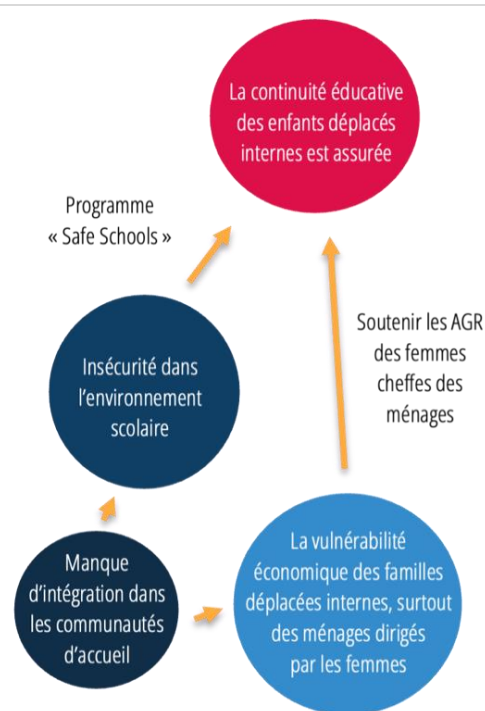 La continuité éducative
des enfants déplacés
internes est assurée
Programme
« Safe Schools »
Soutenir les AGR
des femmes
cheffes des
ménages
Insécurité dans
l'environnement
scolaire
Manque
d'intégration dans
les communautés
d'accueil
La vulnérabilité
économique des familles
déplacées internes, surtout
des ménages dirigés
par les femmes